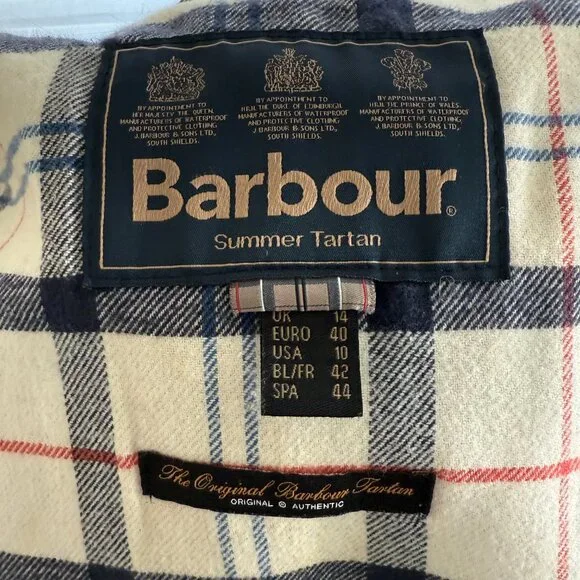 BY APPOINTMENT TO
HER MAJESTY THE QUEEN.
MANUFACTURERS OF WATERPROOF
AND PROTECTIVE CLOTHING
J. BARBOUR & SONS LTD.,
SOUTH SHIELDS.
BY APPOINTMENT TO
H.R.H. THE DUKE OF EDINBURGH.
MANUFACTURERS OF WATERPROOF
AND PROTECTIVE CLOTHING
J. BARBOUR & SONS LTD.,
SOUTH SHIELDS.
BY APPOINTMENT TO
H.R.H. THE PRINCE OF WALES.
MANUFACTURERS OF WATERPROOF
AND PROTECTIVE CLOTHING
J. BARBOUR & SONS LTD.,
SOUTH SHIELDS.
Barbour®
Summer Tartan
UK 14
EURO 40
USA 10
BL/FR 42
SPA 44
The Original Barbour Tartan
ORIGINAL & AUTHENTIC